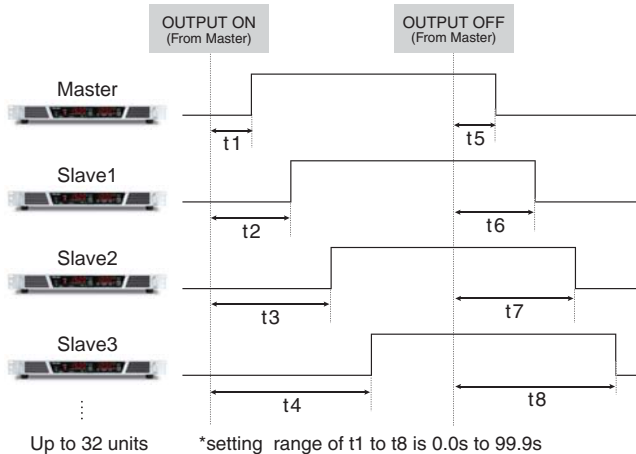 OUTPUT ON
(From Master)
OUTPUT OFF
(From Master)
Master
t1
t5
Slave1
t2
t6
Slave2
t3
t7
Slave3
t4
t8
Up to 32 units
*setting range of t1 to t8 is 0.0s to 99.9s